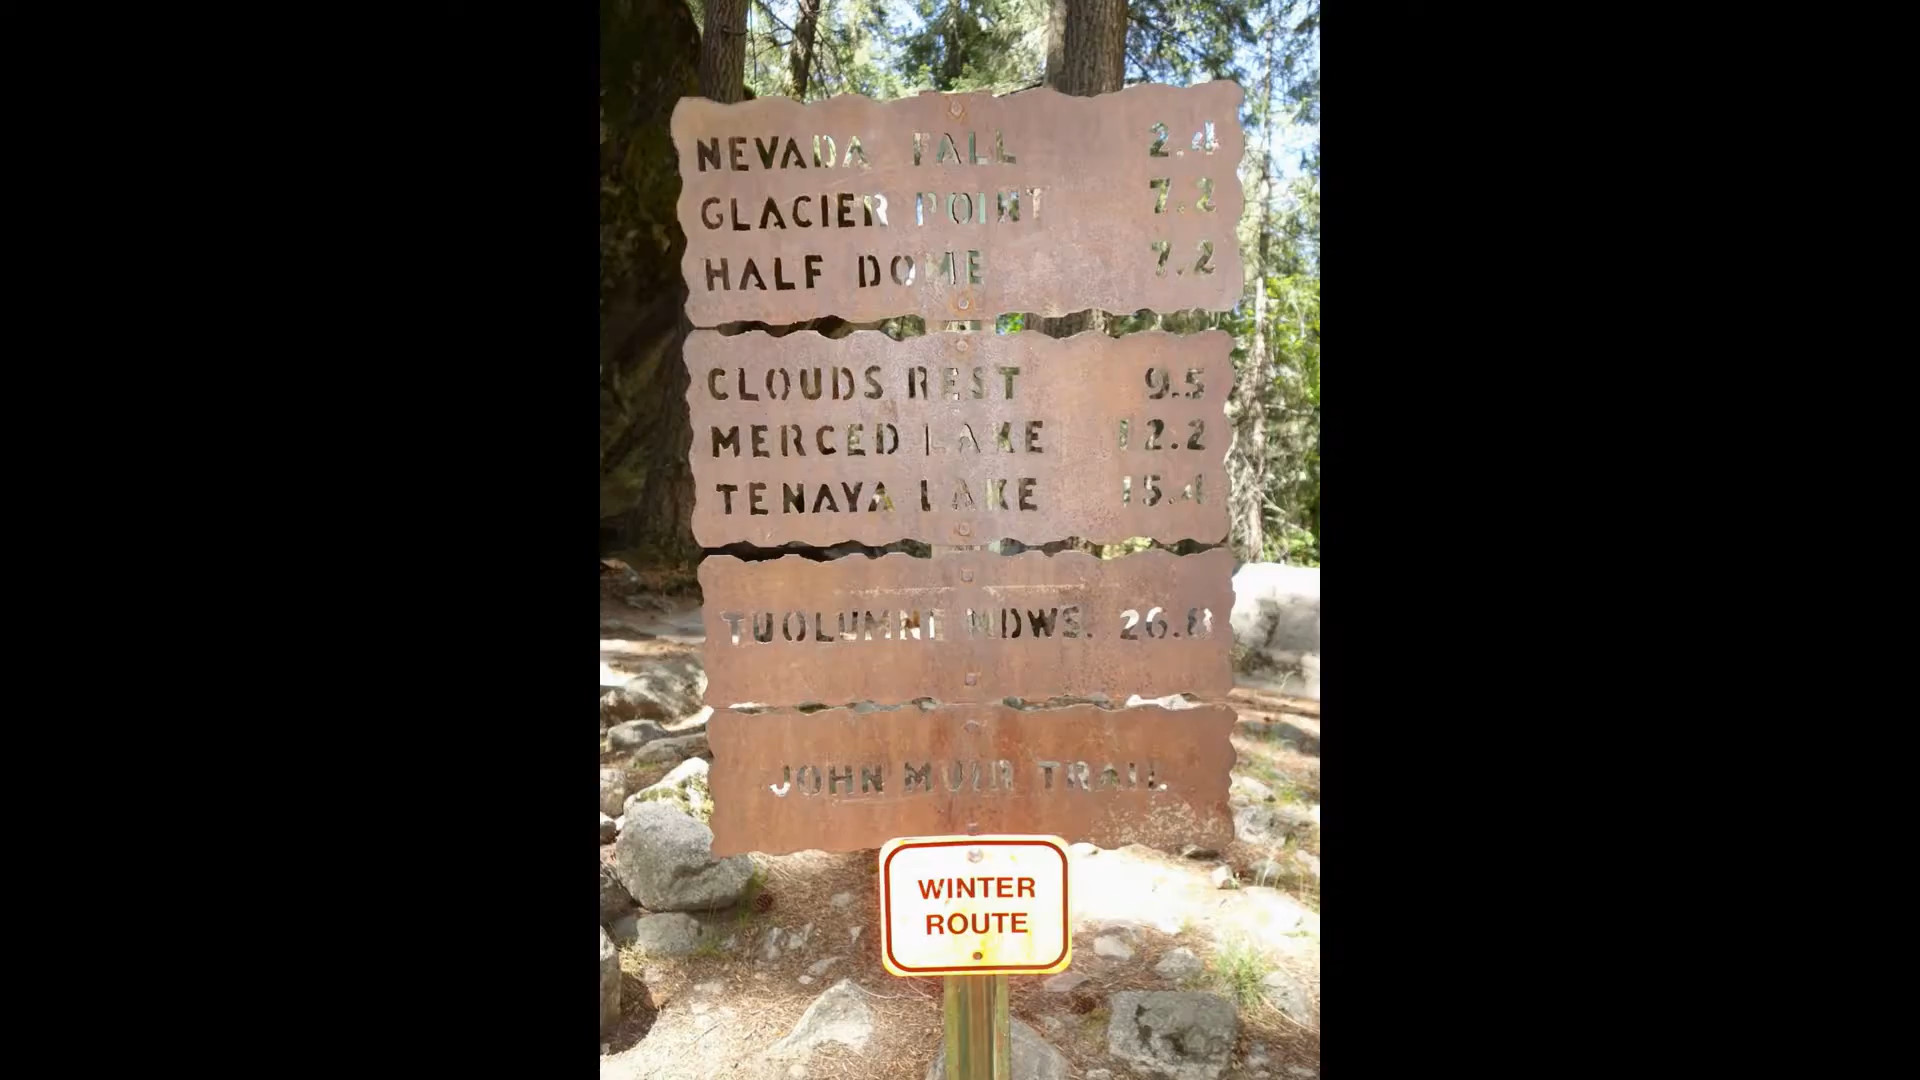 NEVADA FALL 2.4
GLACIER POINT 7.2
HALF DOME 7.2
CLOUDS REST 9.5
MERCED LAKE 12.2
TENAYA LAKE 15.4
TUOLUMNE MDWS. 26.8
JOHN MUIR TRAIL
WINTER
ROUTE